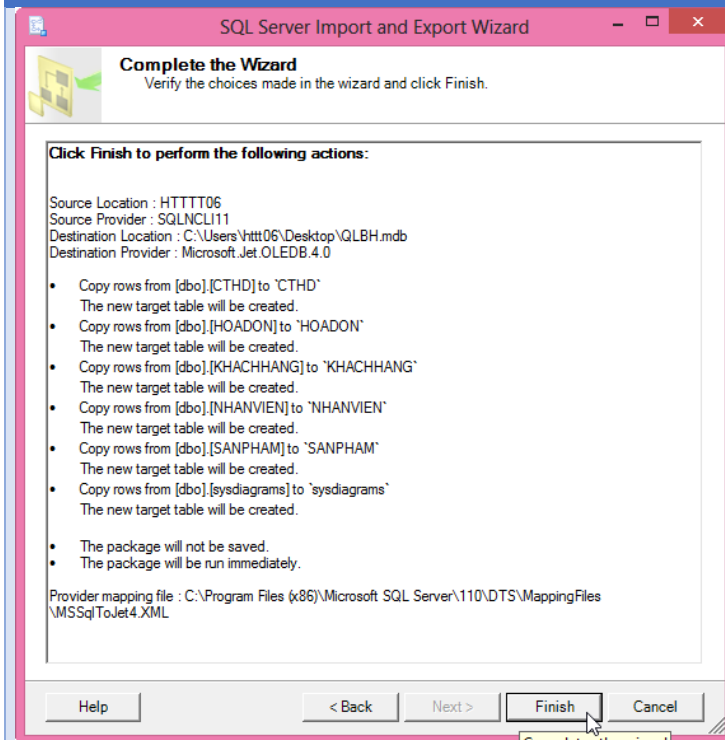 SQL Server Import and Export Wizard
Complete the Wizard
Verify the choices made in the wizard and click Finish.
Click Finish to perform the following actions:
Source Location : HTTTT06
Source Provider : SQLNCLI11
Destination Location : C:\Users\httt06\Desktop\QLBH.mdb
Destination Provider : Microsoft.Jet.OLEDB.4.0
• Copy rows from [dbo].[CTHD] to `CTHD`
The new target table will be created.
• Copy rows from [dbo].[HOADON] to `HOADON`
The new target table will be created.
• Copy rows from [dbo].[KHACHHANG] to `KHACHHANG`
The new target table will be created.
• Copy rows from [dbo].[NHANVIEN] to `NHANVIEN`
The new target table will be created.
• Copy rows from [dbo].[SANPHAM] to `SANPHAM`
The new target table will be created.
• Copy rows from [dbo].[sysdiagrams] to `sysdiagrams`
The new target table will be created.
• The package will not be saved.
• The package will be run immediately.
Provider mapping file : C:\Program Files (x86)\Microsoft SQL Server\110\DTS\MappingFiles
\MSSqlToJet4.XML
Help < Back Next > Finish Cancel